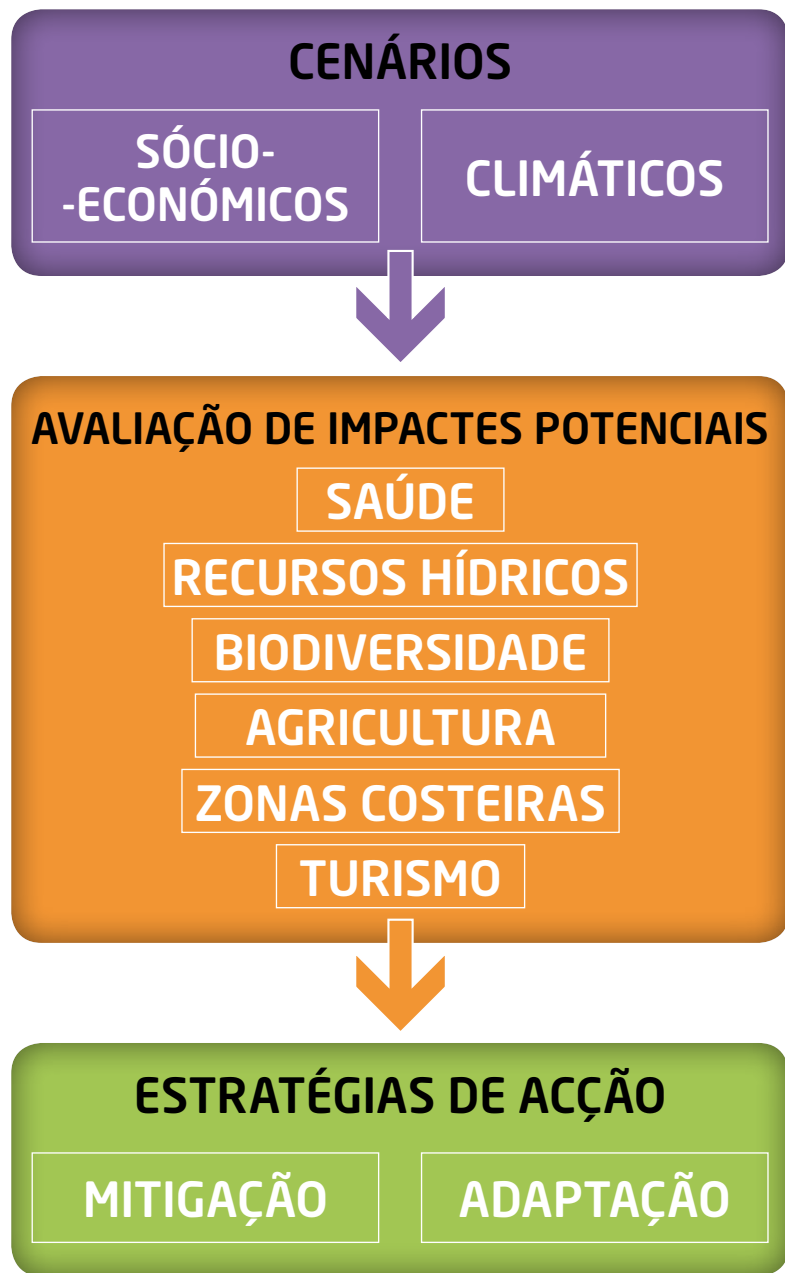 CENÁRIOS
SÓCIO-
-ECONÓMICOS
CLIMÁTICOS
AVALIAÇÃO DE IMPACTES POTENCIAIS
SAÚDE
RECURSOS HÍDRICOS
BIODIVERSIDADE
AGRICULTURA
ZONAS COSTEIRAS
TURISMO
ESTRATÉGIAS DE ACÇÃO
MITIGAÇÃO
ADAPTAÇÃO